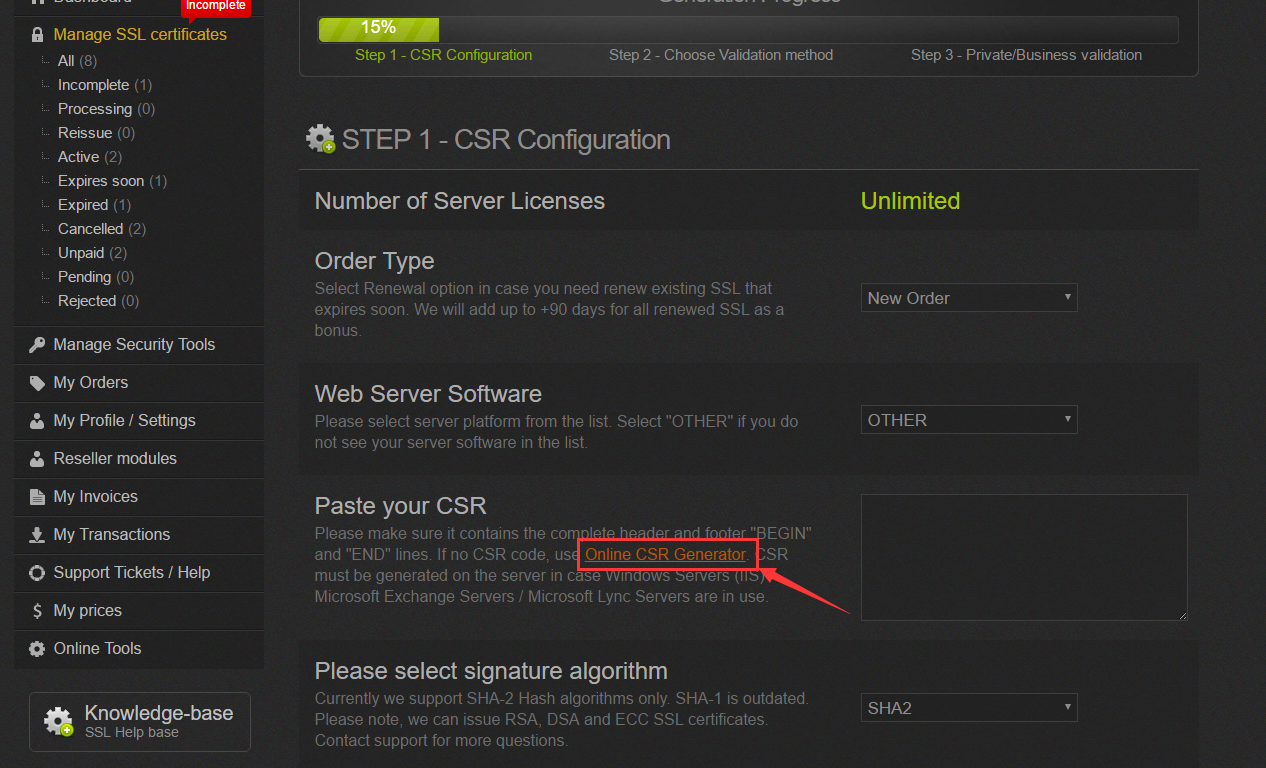 Dashboard
Incomplete
Manage SSL certificates
All (8)
Incomplete (1)
Processing (0)
Reissue (0)
Active (2)
Expires soon (1)
Expired (1)
Cancelled (2)
Unpaid (2)
Pending (0)
Rejected (0)
Manage Security Tools
My Orders
My Profile / Settings
Reseller modules
My Invoices
My Transactions
Support Tickets / Help
My prices
Online Tools
Knowledge-base
SSL Help base
Generation Progress
15%
Step 1 - CSR Configuration
Step 2 - Choose Validation method
Step 3 - Private/Business validation
STEP 1 - CSR Configuration
Number of Server Licenses
Unlimited
Order Type
Select Renewal option in case you need renew existing SSL that
expires soon. We will add up to +90 days for all renewed SSL as a
bonus.
New Order
Web Server Software
Please select server platform from the list. Select "OTHER" if you do
not see your server software in the list.
OTHER
Paste your CSR
Please make sure it contains the complete header and footer "BEGIN"
and "END" lines. If no CSR code, use Online CSR Generator. CSR
must be generated on the server in case Windows Servers (IIS)
Microsoft Exchange Servers / Microsoft Lync Servers are in use.
Please select signature algorithm
Currently we support SHA-2 Hash algorithms only. SHA-1 is outdated.
Please note, we can issue RSA, DSA and ECC SSL certificates.
Contact support for more questions.
SHA2